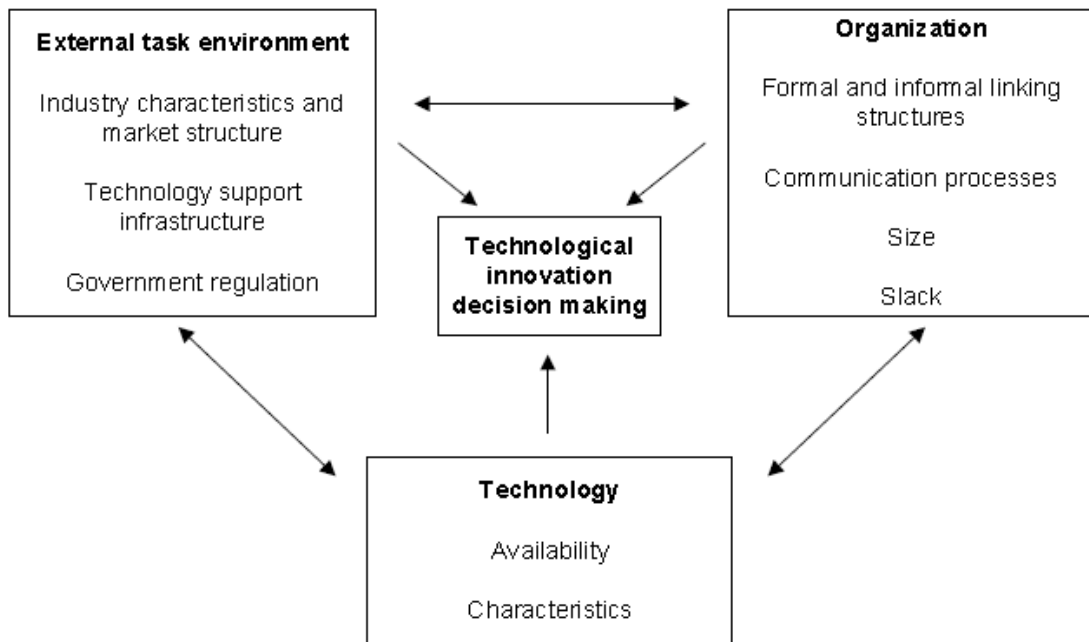 External task environment
Industry characteristics and
market structure
Technology support
infrastructure
Government regulation
Organization
Formal and informal linking
structures
Communication processes
Size
Slack
Technological
innovation
decision making
Technology
Availability
Characteristics